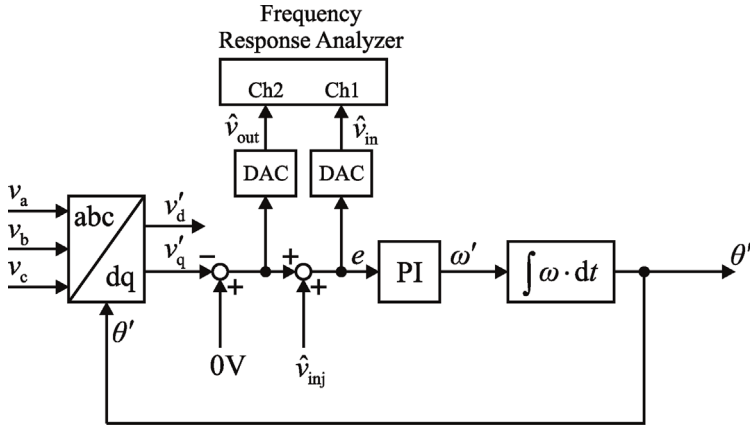 Frequency
Response Analyzer
Ch2 Ch1
v̂out v̂in
DAC DAC
va
vb
vc
abc
dq
v′d
v′q
− + + +
e
PI
ω′
∫ω·dt
θ′
θ′
0V
v̂inj